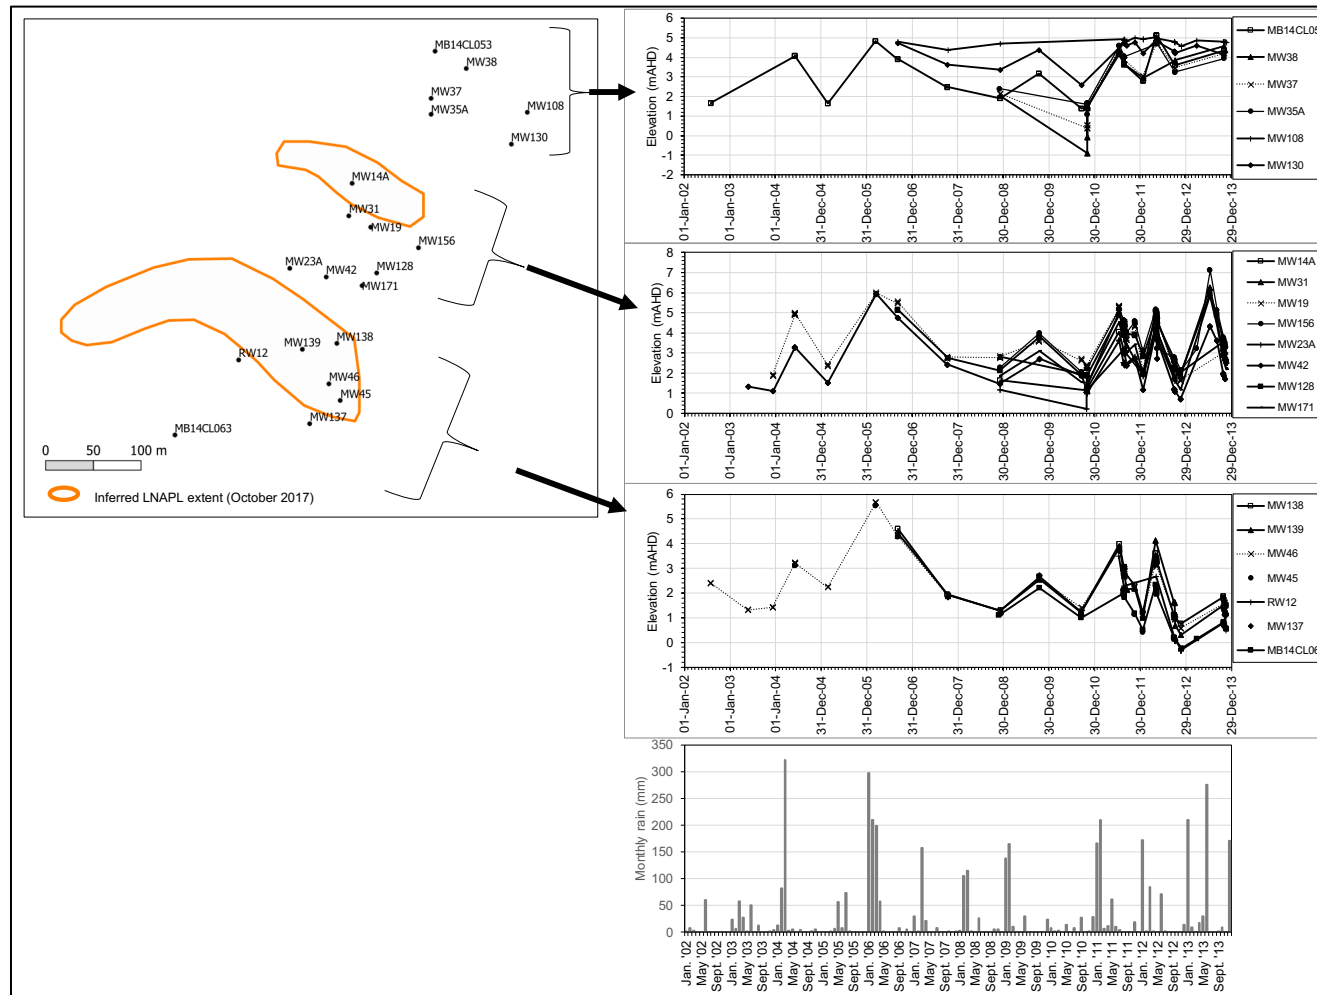 MB14CL053
MW38
MW37
MW35A
MW108
MW130
MW14A
MW31
MW19
MW156
MW23A
MW42
MW128
MW171
MW138
MW139
RW12
MW46
MW45
MW137
MB14CL063
0 50 100 m
Inferred LNAPL extent (October 2017)
Elevation (mAHD)
6
5
4
3
2
1
0
-1
-2
01-Jan-02
01-Jan-03
01-Jan-04
31-Dec-04
31-Dec-05
31-Dec-06
31-Dec-07
30-Dec-08
30-Dec-09
30-Dec-10
30-Dec-11
29-Dec-12
29-Dec-13
MB14CL05
MW38
MW37
MW35A
MW108
MW130
Elevation (mAHD)
8
7
6
5
4
3
2
1
0
01-Jan-02
01-Jan-03
01-Jan-04
31-Dec-04
31-Dec-05
31-Dec-06
31-Dec-07
30-Dec-08
30-Dec-09
30-Dec-10
30-Dec-11
29-Dec-12
29-Dec-13
MW14A
MW31
MW19
MW156
MW23A
MW42
MW128
MW171
Elevation (mAHD)
6
5
4
3
2
1
0
-1
01-Jan-02
01-Jan-03
01-Jan-04
31-Dec-04
31-Dec-05
31-Dec-06
31-Dec-07
30-Dec-08
30-Dec-09
30-Dec-10
30-Dec-11
29-Dec-12
29-Dec-13
MW138
MW139
MW46
MW45
RW12
MW137
MB14CL06
Monthly rain (mm)
350
300
250
200
150
100
50
0
Jan. '02
May '02
Sept. '02
Jan. '03
May '03
Sept. '03
Jan. '04
May '04
Sept. '04
Jan. '05
May '05
Sept. '05
Jan. '06
May '06
Sept. '06
Jan. '07
May '07
Sept. '07
Jan. '08
May '08
Sept. '08
Jan. '09
May '09
Sept. '09
Jan. '10
May '10
Sept. '10
Jan. '11
May '11
Sept. '11
Jan. '12
May '12
Sept. '12
Jan. '13
May '13
Sept. '13